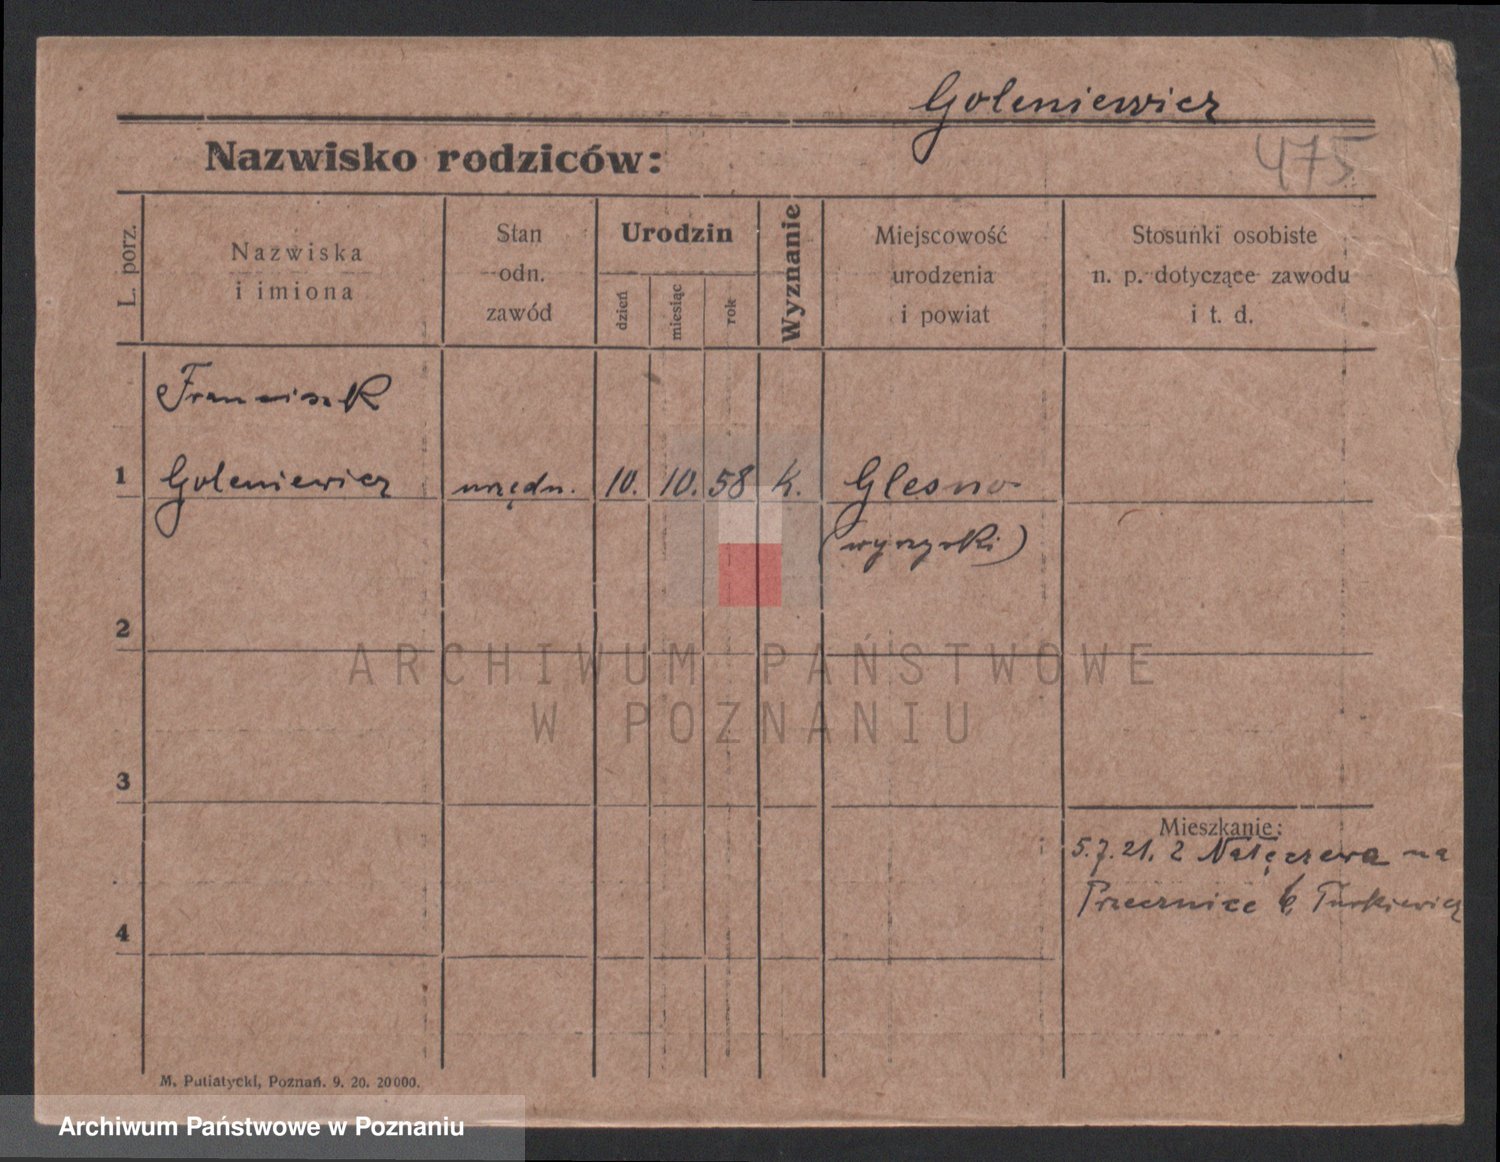 Goleniewicz
475
Nazwisko rodziców:
L. porz.
Nazwiska
i imiona
Stan
odn.
zawód
Urodzin
dzień
miesiąc
rok
Wyznanie
Miejscowość
urodzenia
i powiat
Stosunki osobiste
n. p. dotyczące zawodu
i t. d.
Franciszek
1 Goleniewicz urzędn. 10. 10. 58 k. Glesno
(wyrzyski)
2
ARCHIWUM PAŃSTWOWE
W POZNANIU
3
Mieszkanie:
5.7.21. z Nałęczewa na
Przecznice b. Turkiewicz
4
M. Putiatycki, Poznań. 9. 20. 20000.
Archiwum Państwowe w Poznaniu